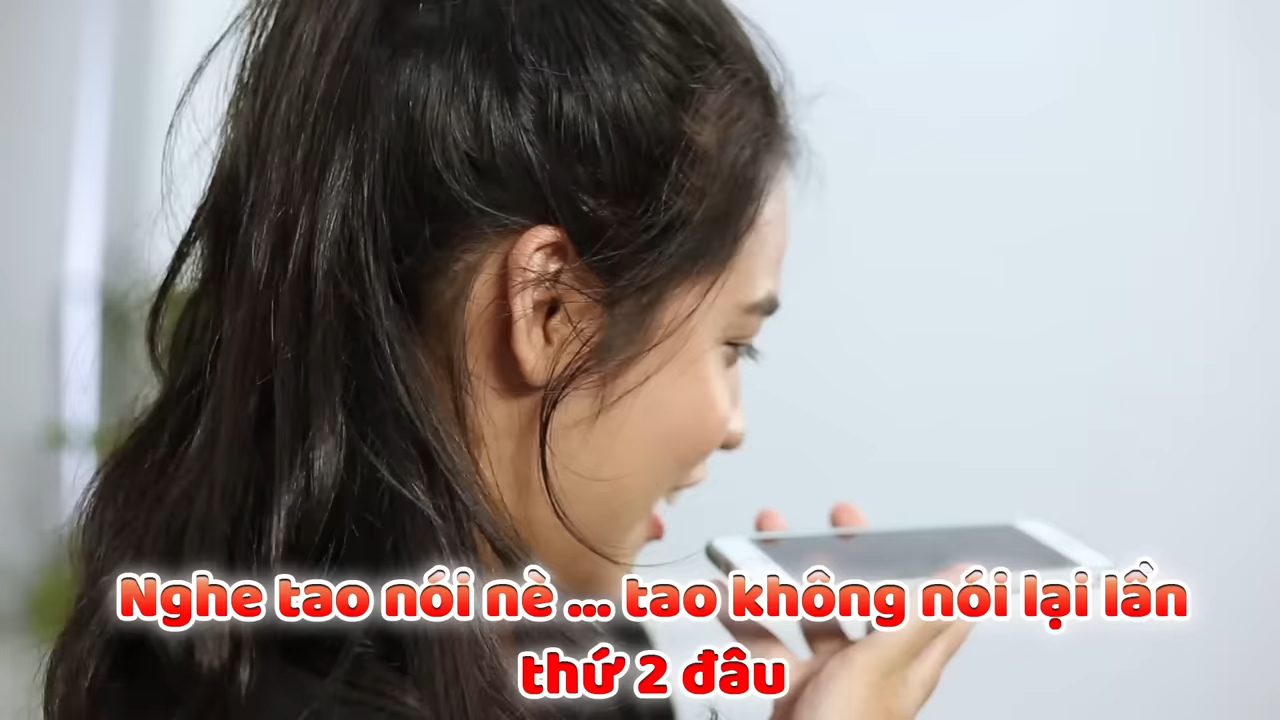 Nghe tao nói nè ... tao không nói lại lần
thứ 2 đâu